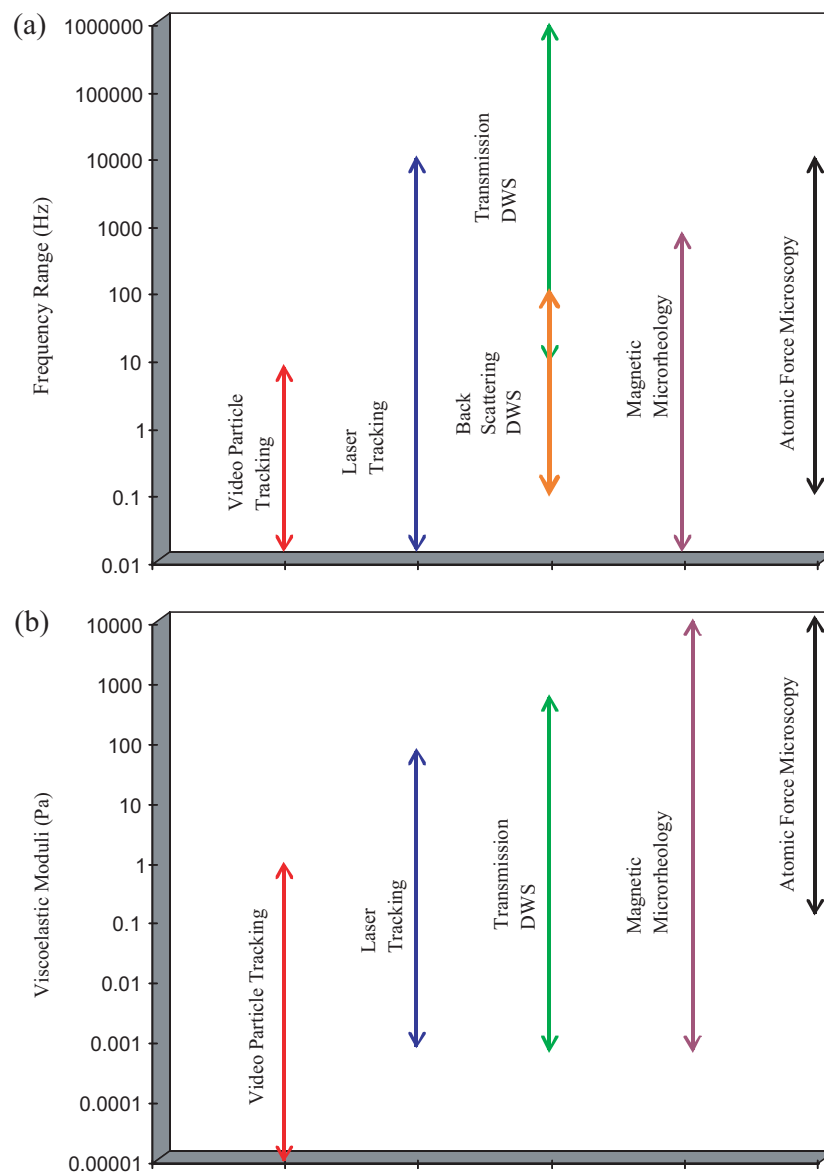 (a)
1000000
100000
10000
1000
100
10
1
0.1
0.01
Frequency Range (Hz)
Video Particle
Tracking
Laser
Tracking
Transmission
DWS
Back
Scattering
DWS
Magnetic
Microrheology
Atomic Force Microscopy
(b)
10000
1000
100
10
1
0.1
0.01
0.001
0.0001
0.00001
Viscoelastic Moduli (Pa)
Video Particle Tracking
Laser
Tracking
Transmission
DWS
Magnetic
Microrheology
Atomic Force Microscopy